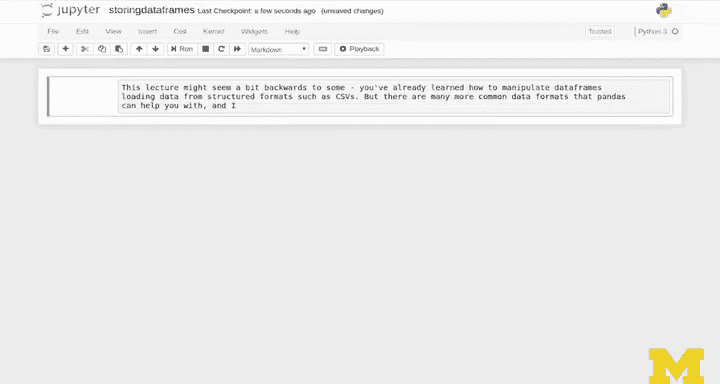 jupyter storingdataframes Last Checkpoint: a few seconds ago (unsaved changes)
File Edit View Insert Cell Kernel Widgets Help Trusted Python 3
Run Markdown Playback
This lecture might seem a bit backwards to some - you've already learned how to manipulate dataframes
loading data from structured formats such as CSVs. But there are many more common data formats that pandas
can help you with, and I
M